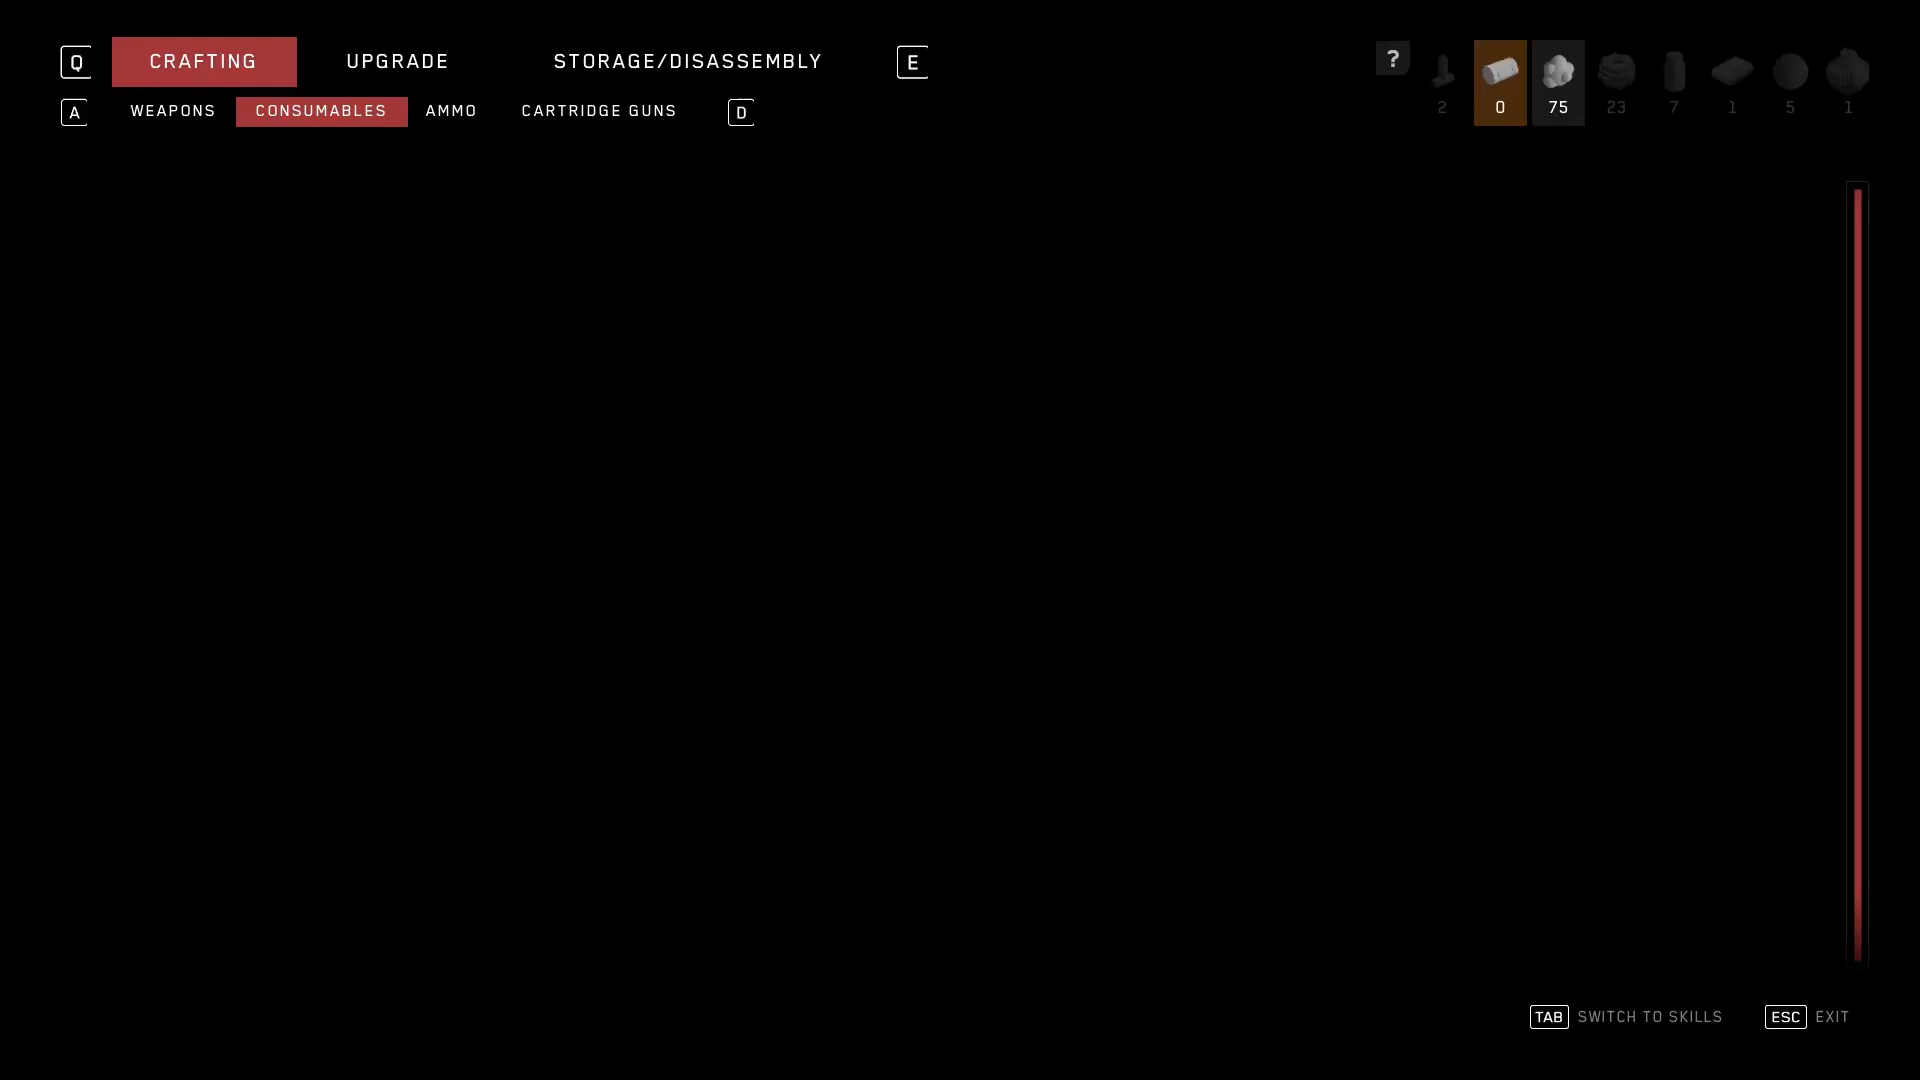 Q CRAFTING UPGRADE STORAGE/DISASSEMBLY E ?
A WEAPONS CONSUMABLES AMMO CARTRIDGE GUNS D
2 0 75 23 7 1 5 1
TAB SWITCH TO SKILLS ESC EXIT